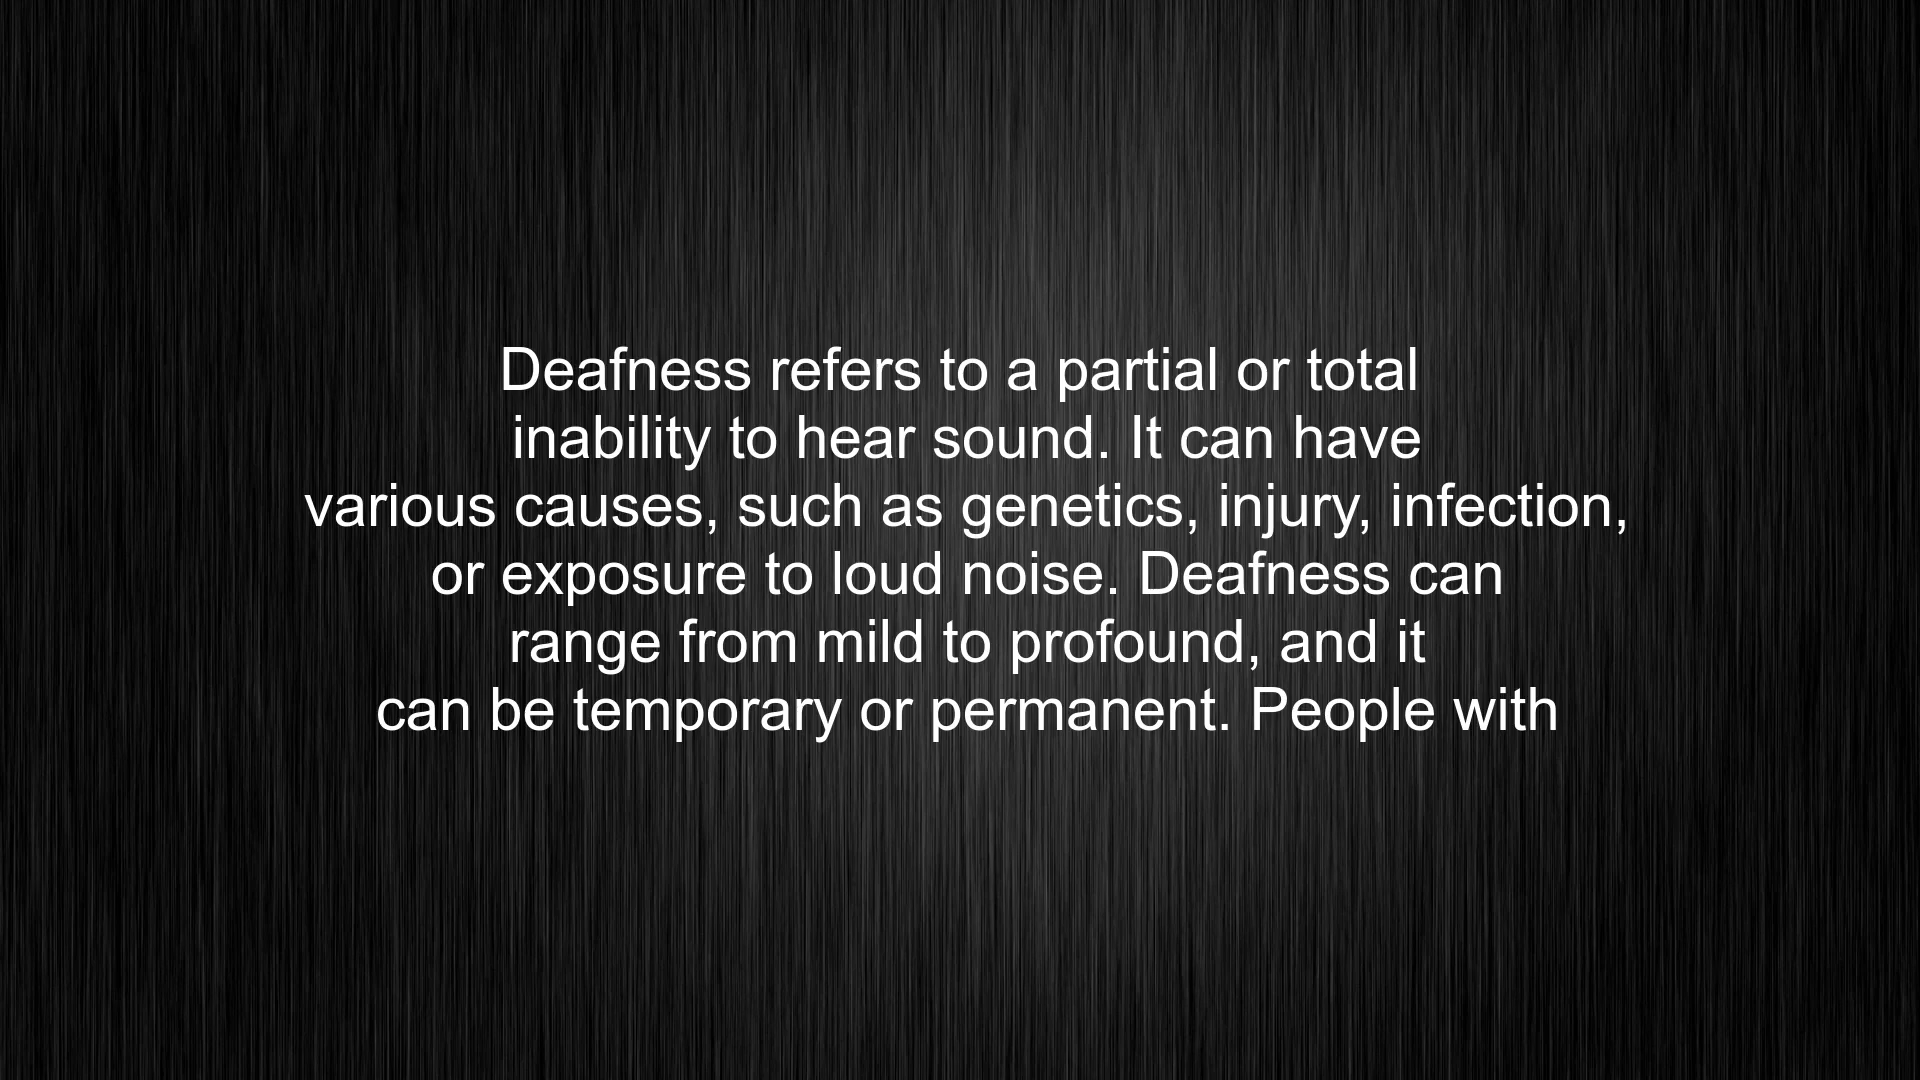 Deafness refers to a partial or total
inability to hear sound. It can have
various causes, such as genetics, injury, infection,
or exposure to loud noise. Deafness can
range from mild to profound, and it
can be temporary or permanent. People with